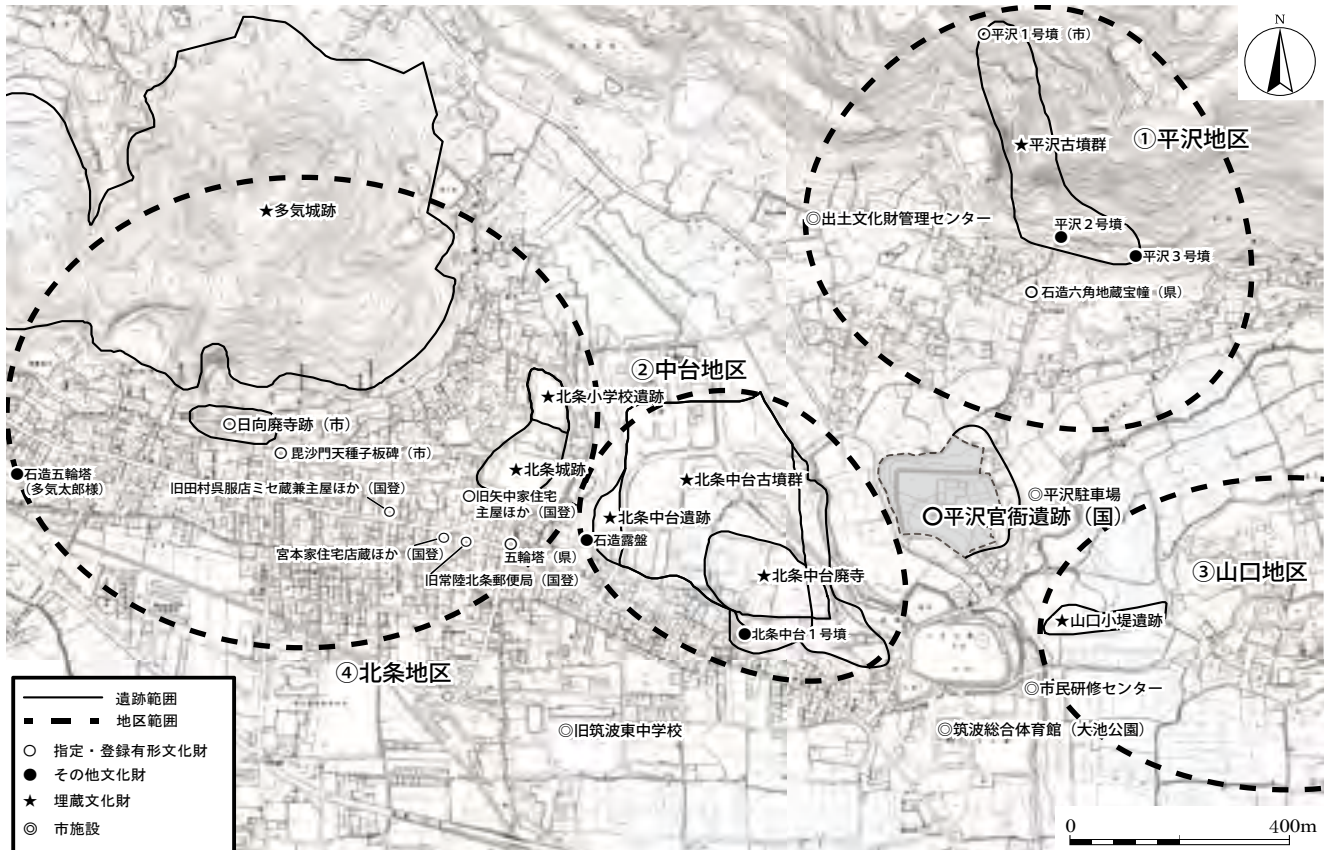 N
⊙平沢1号墳（市）
★平沢古墳群
①平沢地区
◎出土文化財管理センター
平沢2号墳
●
●平沢3号墳
○石造六角地蔵宝幢（県）
★多気城跡
②中台地区
★北条小学校遺跡
○日向廃寺跡（市）
○毘沙門天種子板碑（市）
●石造五輪塔
（多気太郎様）
旧田村呉服店ミセ蔵兼主屋ほか（国登）
○
★北条城跡
○旧矢中家住宅
主屋ほか（国登）
★北条中台古墳群
★北条中台遺跡
◎平沢駐車場
○平沢官衙遺跡（国）
宮本家住宅店蔵ほか（国登）
○
○
旧常陸北条郵便局（国登）
○
五輪塔（県）
●石造露盤
★北条中台廃寺
③山口地区
★山口小堤遺跡
●北条中台1号墳
④北条地区
◎市民研修センター
◎旧筑波東中学校
◎筑波総合体育館（大池公園）
遺跡範囲
地区範囲
○ 指定・登録有形文化財
● その他文化財
★ 埋蔵文化財
◎ 市施設
0 400m